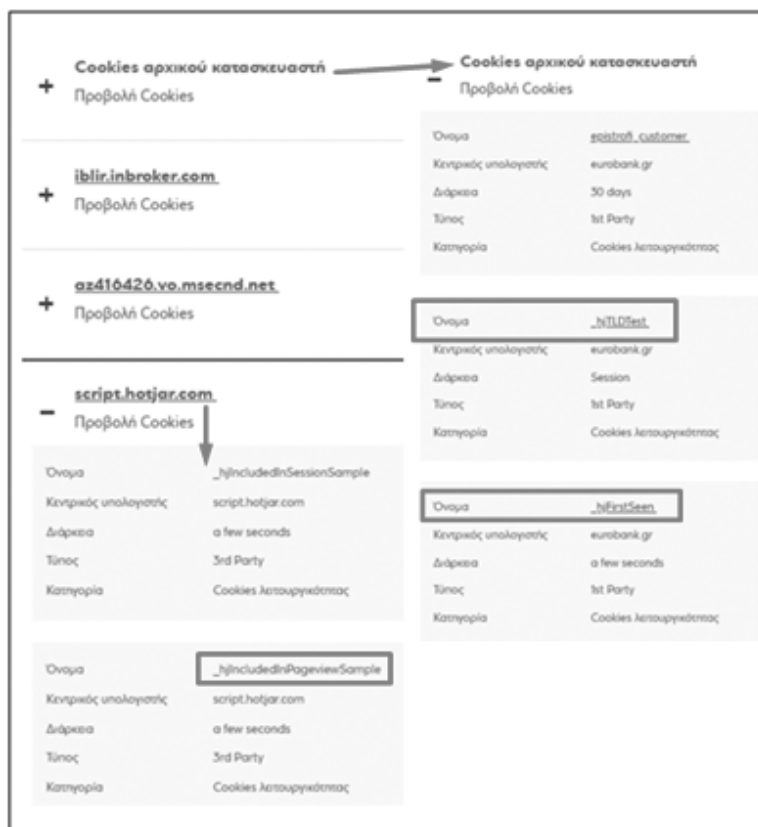 + Cookies αρχικού κατασκευαστή
Προβολή Cookies
+ iblir.inbroker.com
Προβολή Cookies
+ az416426.vo.msecnd.net
Προβολή Cookies
− script.hotjar.com
Προβολή Cookies
Όνομα _hjIncludedInSessionSample
Κεντρικός υπολογιστής script.hotjar.com
Διάρκεια a few seconds
Τύπος 3rd Party
Κατηγορία Cookies λειτουργικότητας
Όνομα _hjIncludedInPageviewSample
Κεντρικός υπολογιστής script.hotjar.com
Διάρκεια a few seconds
Τύπος 3rd Party
Κατηγορία Cookies λειτουργικότητας
− Cookies αρχικού κατασκευαστή
Προβολή Cookies
Όνομα epistrofi_customer
Κεντρικός υπολογιστής eurobank.gr
Διάρκεια 30 days
Τύπος 1st Party
Κατηγορία Cookies λειτουργικότητας
Όνομα _hjTLDTest
Κεντρικός υπολογιστής eurobank.gr
Διάρκεια Session
Τύπος 1st Party
Κατηγορία Cookies λειτουργικότητας
Όνομα _hjFirstSeen
Κεντρικός υπολογιστής eurobank.gr
Διάρκεια a few seconds
Τύπος 1st Party
Κατηγορία Cookies λειτουργικότητας